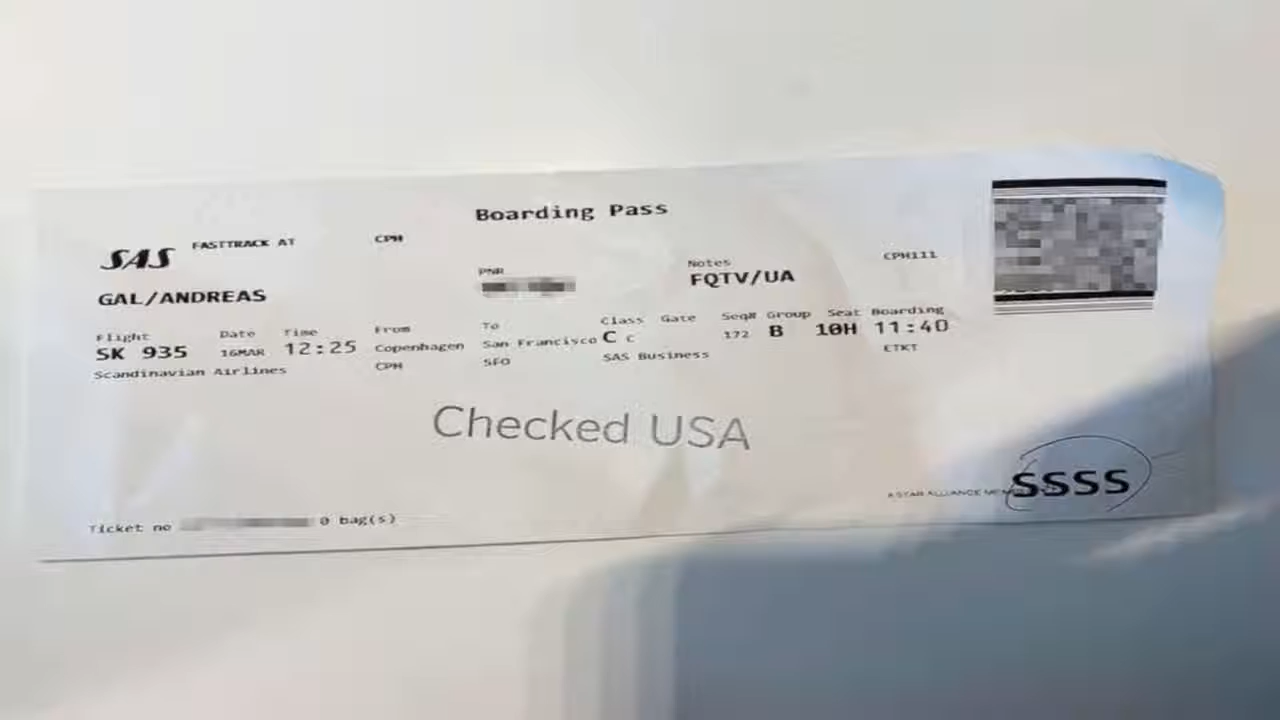 Boarding Pass
SAS FASTTRACK AT CPH
PNR Notes CPH111
GAL/ANDREAS FQTV/UA
Flight Date Time From To Class Gate Seq# Group Seat Boarding
SK 935 16MAR 12:25 Copenhagen San Francisco C C 172 B 10H 11:40
Scandinavian Airlines CPH SFO SAS Business ETKT
Checked USA
A STAR ALLIANCE SSSS
Ticket no 0 bag(s)